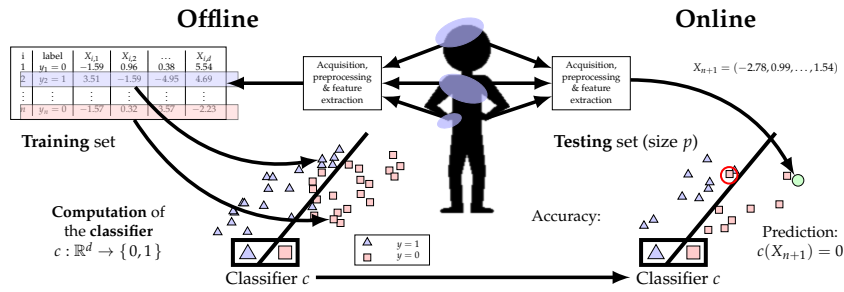 Offline
Online
i label X_{i,1} X_{i,2} … X_{i,d}
1 y_1 = 0 −1.59 0.96 0.38 5.54
2 y_2 = 1 3.51 −1.59 −4.95 4.69
⋮ ⋮ ⋮ ⋮ ⋮ ⋮
n y_n = 0 −1.57 0.32 3.57 −2.23
Training set
Acquisition,
preprocessing
& feature
extraction
Acquisition,
preprocessing
& feature
extraction
X_{n+1} = (−2.78, 0.99, …, 1.54)
Testing set (size p)
Computation of
the classifier
c : ℝ^d → {0, 1}
y = 1
y = 0
Classifier c
Accuracy:
Prediction:
c(X_{n+1}) = 0
Classifier c